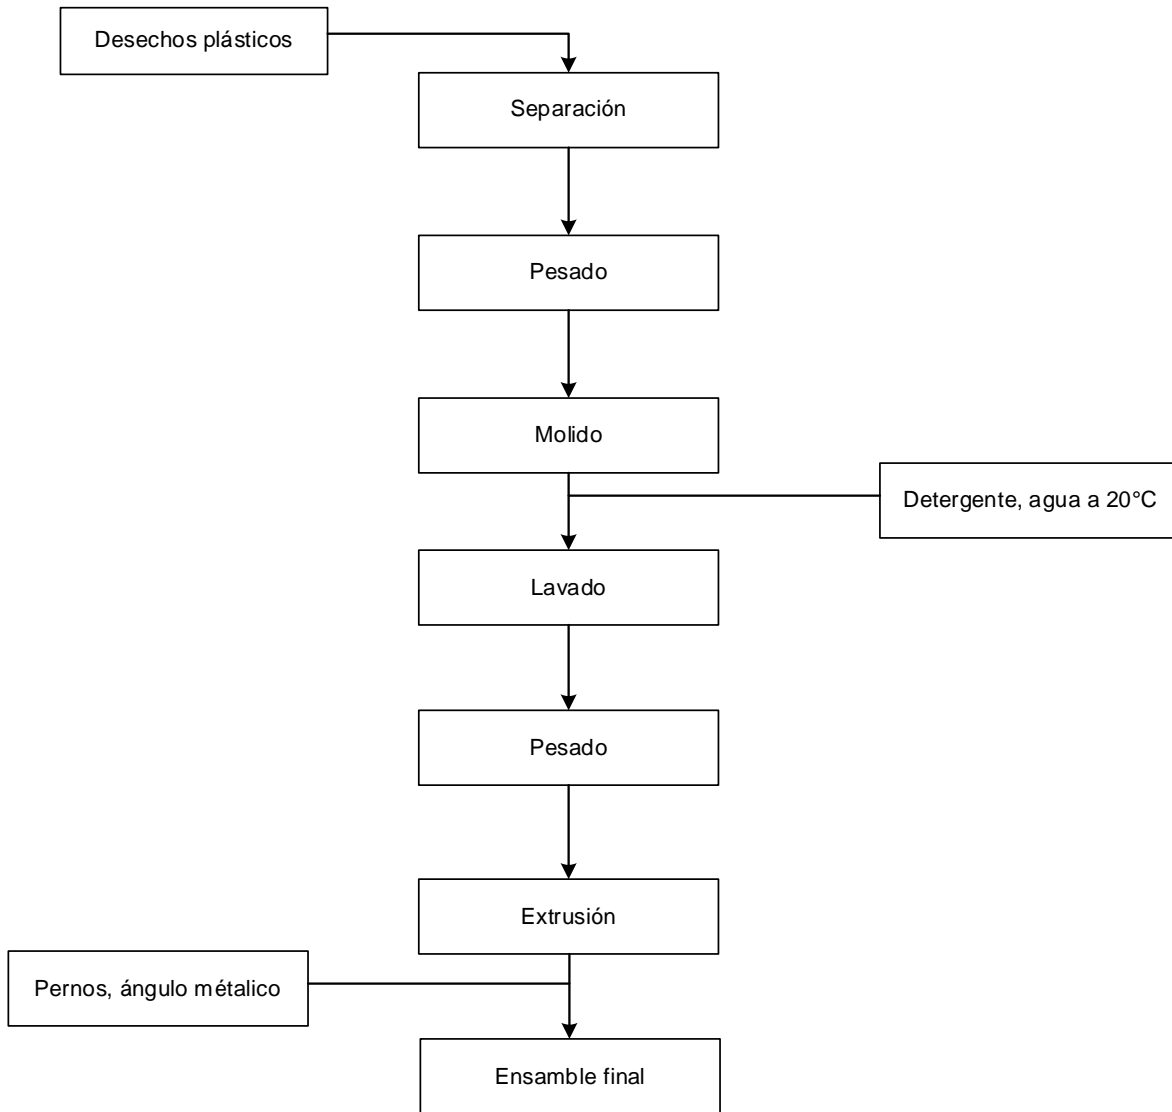 Desechos plásticos
Separación
Pesado
Molido
Detergente, agua a 20°C
Lavado
Pesado
Extrusión
Pernos, ángulo métalico
Ensamble final